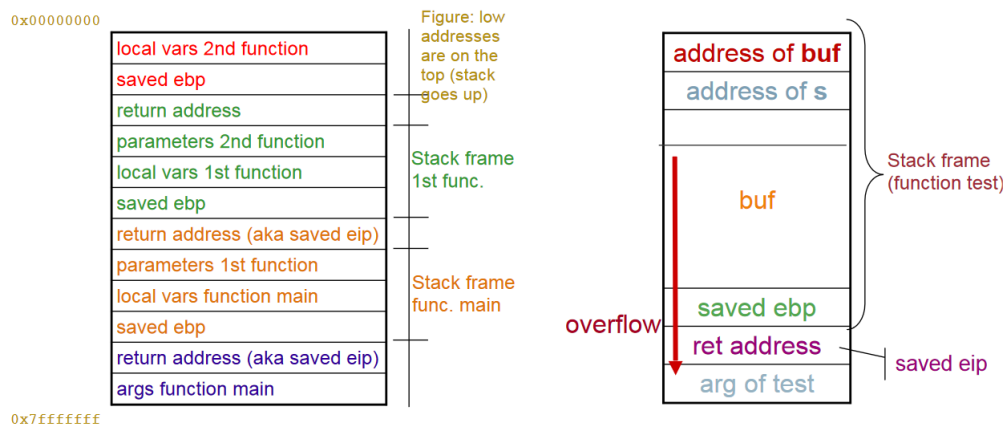 0x00000000
Figure: low
addresses
are on the
top (stack
goes up)
local vars 2nd function
saved ebp
return address
parameters 2nd function
local vars 1st function
saved ebp
return address (aka saved eip)
parameters 1st function
local vars function main
saved ebp
return address (aka saved eip)
args function main
0x7fffffff
Stack frame
1st func.
Stack frame
func. main
address of buf
address of s
buf
saved ebp
ret address
arg of test
overflow
Stack frame
(function test)
saved eip